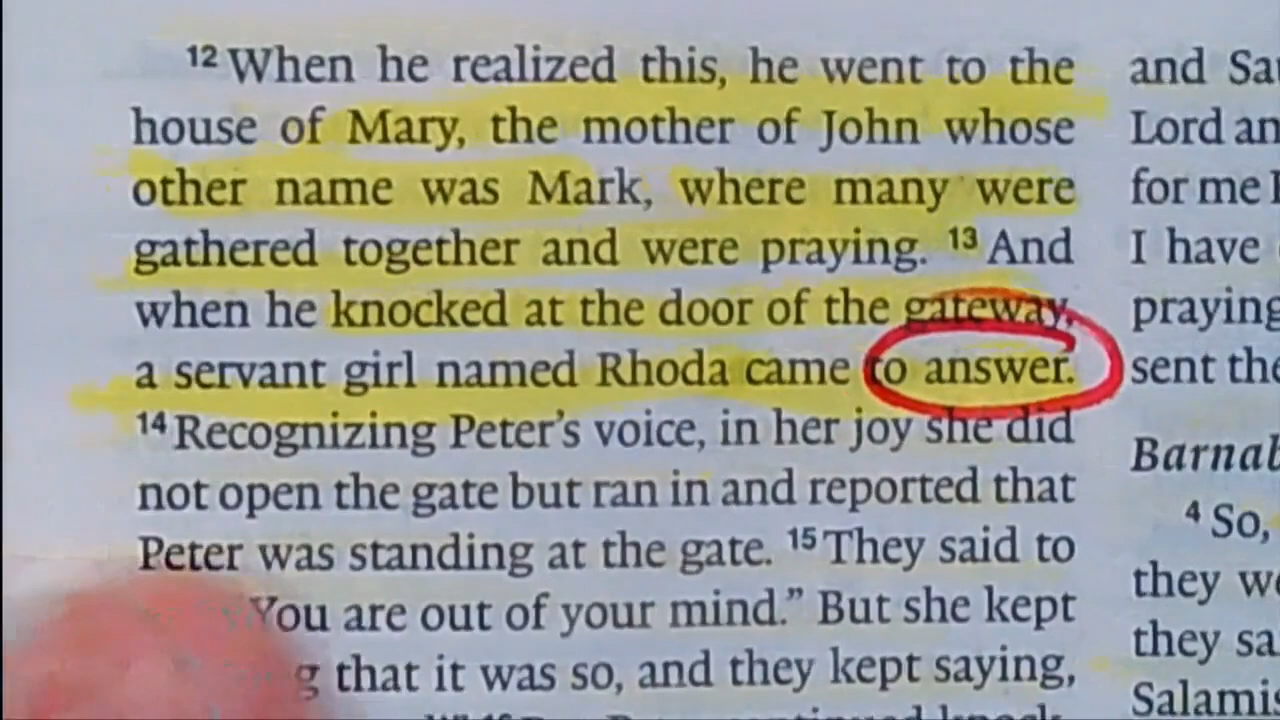 12 When he realized this, he went to the
house of Mary, the mother of John whose
other name was Mark, where many were
gathered together and were praying. 13 And
when he knocked at the door of the gateway,
a servant girl named Rhoda came to answer.
14 Recognizing Peter's voice, in her joy she did
not open the gate but ran in and reported that
Peter was standing at the gate. 15 They said to
You are out of your mind.” But she kept
that it was so, and they kept saying,
and
Lord
for me
I have
praying
sent
4 So,
they
they
Salamis